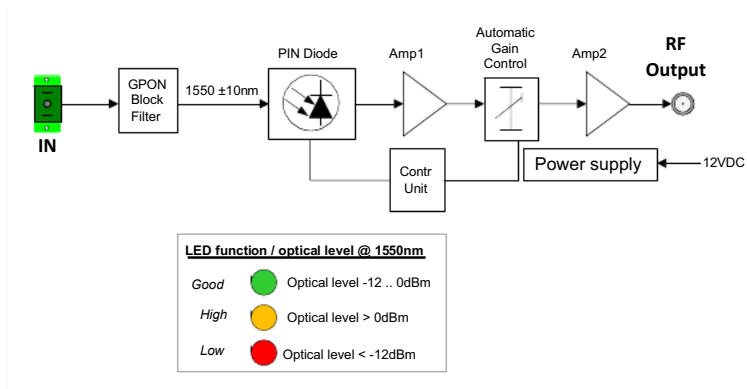 IN
GPON
Block
Filter
1550 ±10nm
PIN Diode
Amp1
Automatic
Gain
Control
Amp2
RF
Output
Contr
Unit
Power supply
12VDC
LED function / optical level @ 1550nm
Good Optical level -12 .. 0dBm
High Optical level > 0dBm
Low Optical level < -12dBm